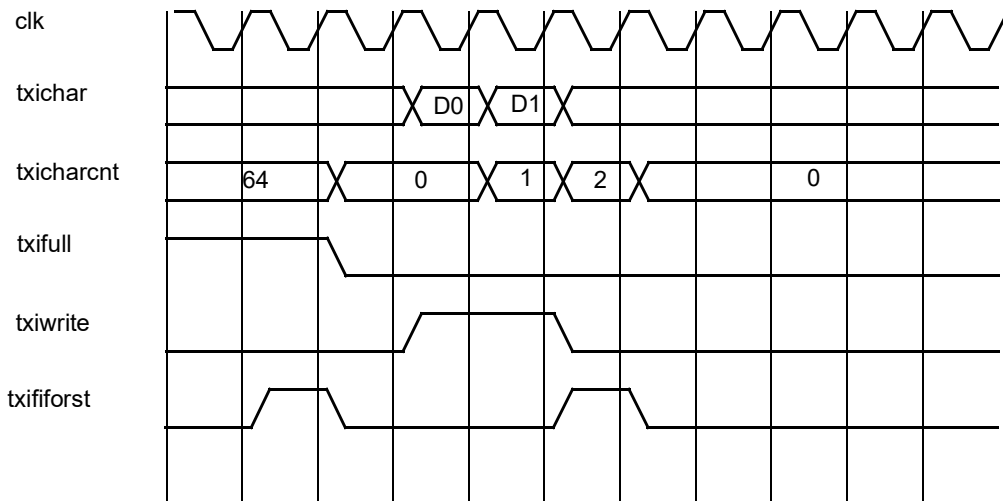 clk
txichar D0 D1
txicharcnt 64 0 1 2 0
txifull
txiwrite
txififorst